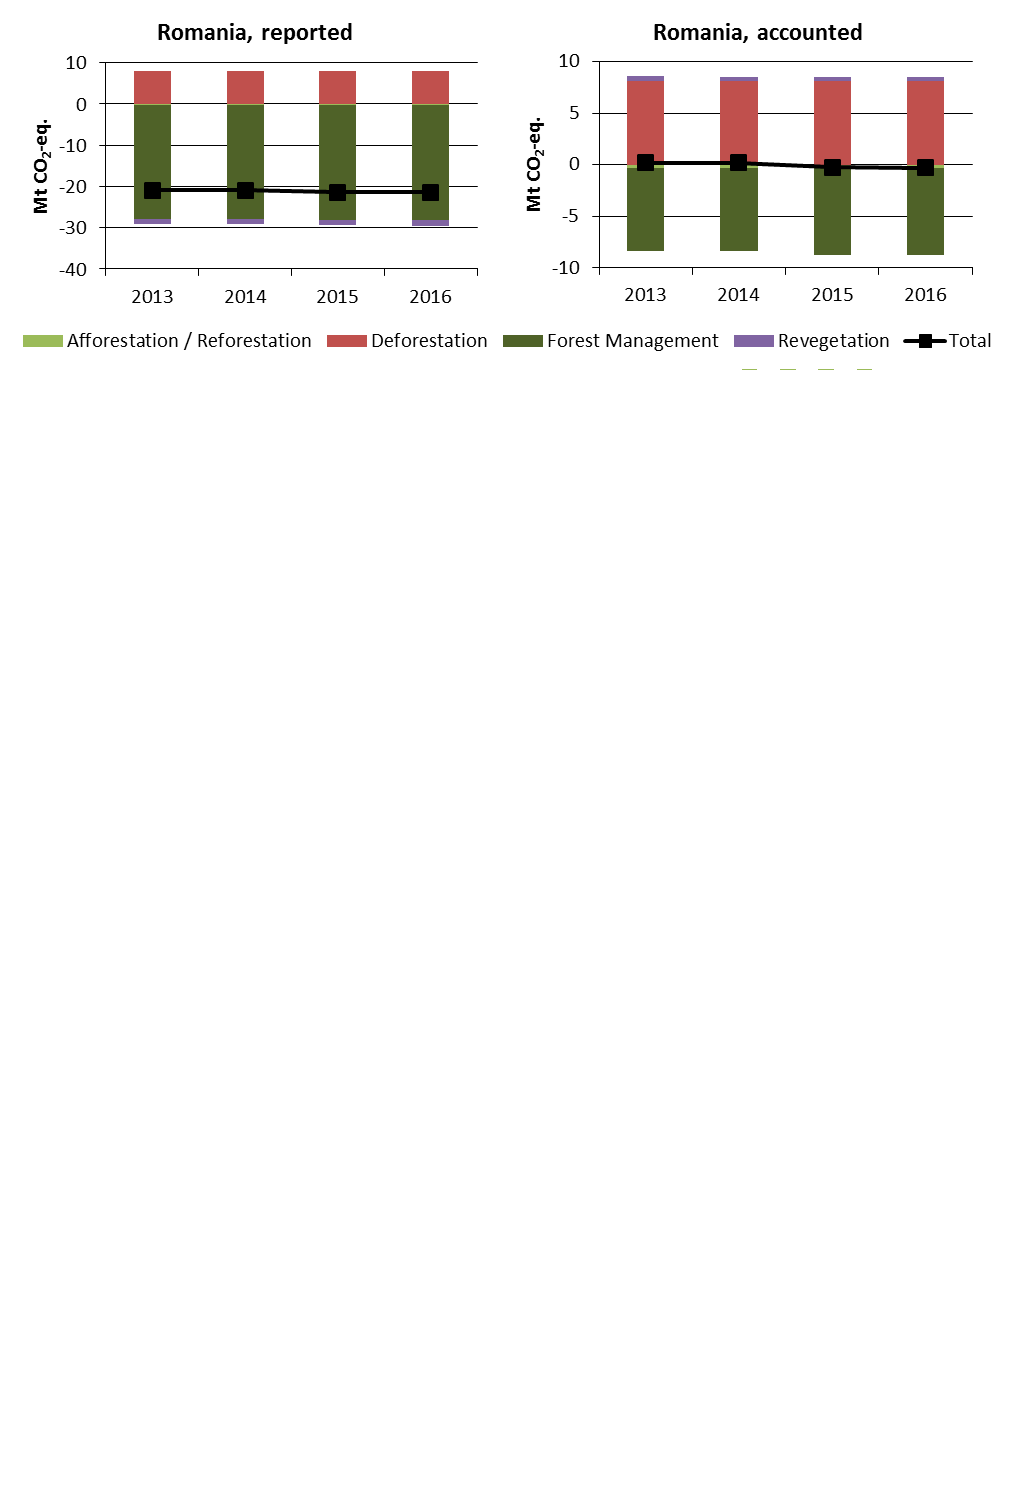 Romania, reported
Mt CO₂-eq.
10
0
-10
-20
-30
-40
2013 2014 2015 2016
Romania, accounted
Mt CO₂-eq.
10
5
0
-5
-10
2013 2014 2015 2016
Afforestation / Reforestation Deforestation Forest Management Revegetation Total